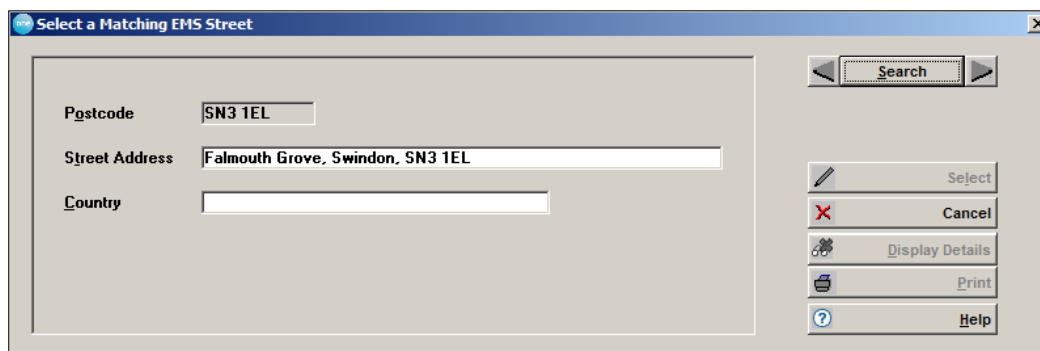 one Select a Matching EMS Street
Search
Postcode SN3 1EL
Street Address Falmouth Grove, Swindon, SN3 1EL
Country
Select
Cancel
Display Details
Print
Help